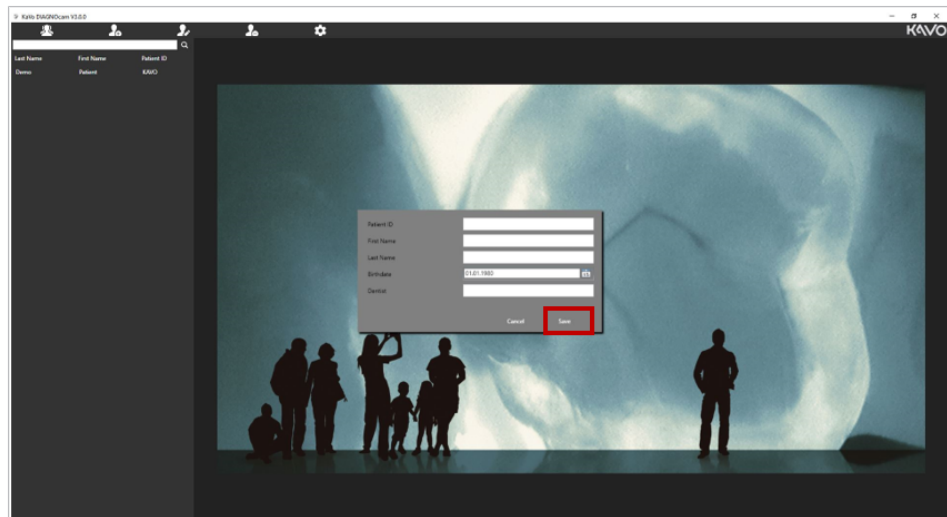 KaVo DIAGNOcam V3.0.0
KAVO
Last Name First Name Patient ID
Demo Patient KAVO
Patient ID
First Name
Last Name
Birthdate 01.01.1980
Dentist
Cancel Save